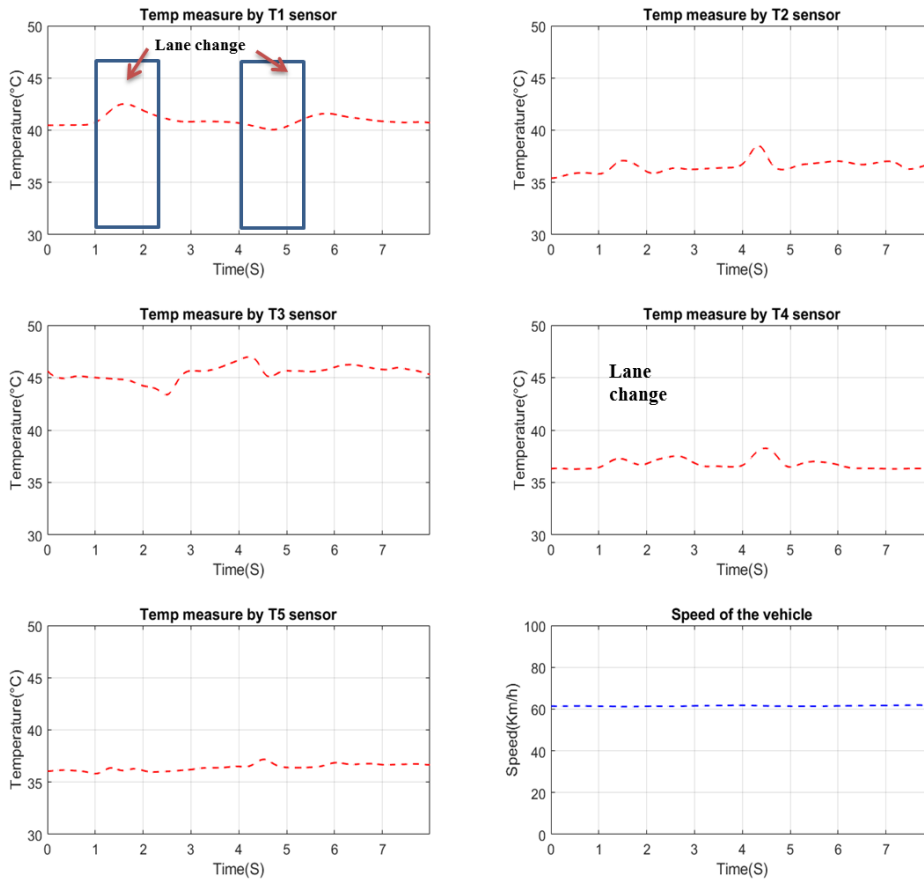 Temp measure by T1 sensor
Lane change
50
45
40
35
30
Temperature(°C)
0 1 2 3 4 5 6 7
Time(S)
Temp measure by T2 sensor
50
45
40
35
30
Temperature(°C)
0 1 2 3 4 5 6 7
Time(S)
Temp measure by T3 sensor
50
45
40
35
30
Temperature(°C)
0 1 2 3 4 5 6 7
Time(S)
Temp measure by T4 sensor
Lane
change
50
45
40
35
30
Temperature(°C)
0 1 2 3 4 5 6 7
Time(S)
Temp measure by T5 sensor
50
45
40
35
30
Temperature(°C)
0 1 2 3 4 5 6 7
Time(S)
Speed of the vehicle
100
80
60
40
20
0
Speed(Km/h)
0 1 2 3 4 5 6 7
Time(S)